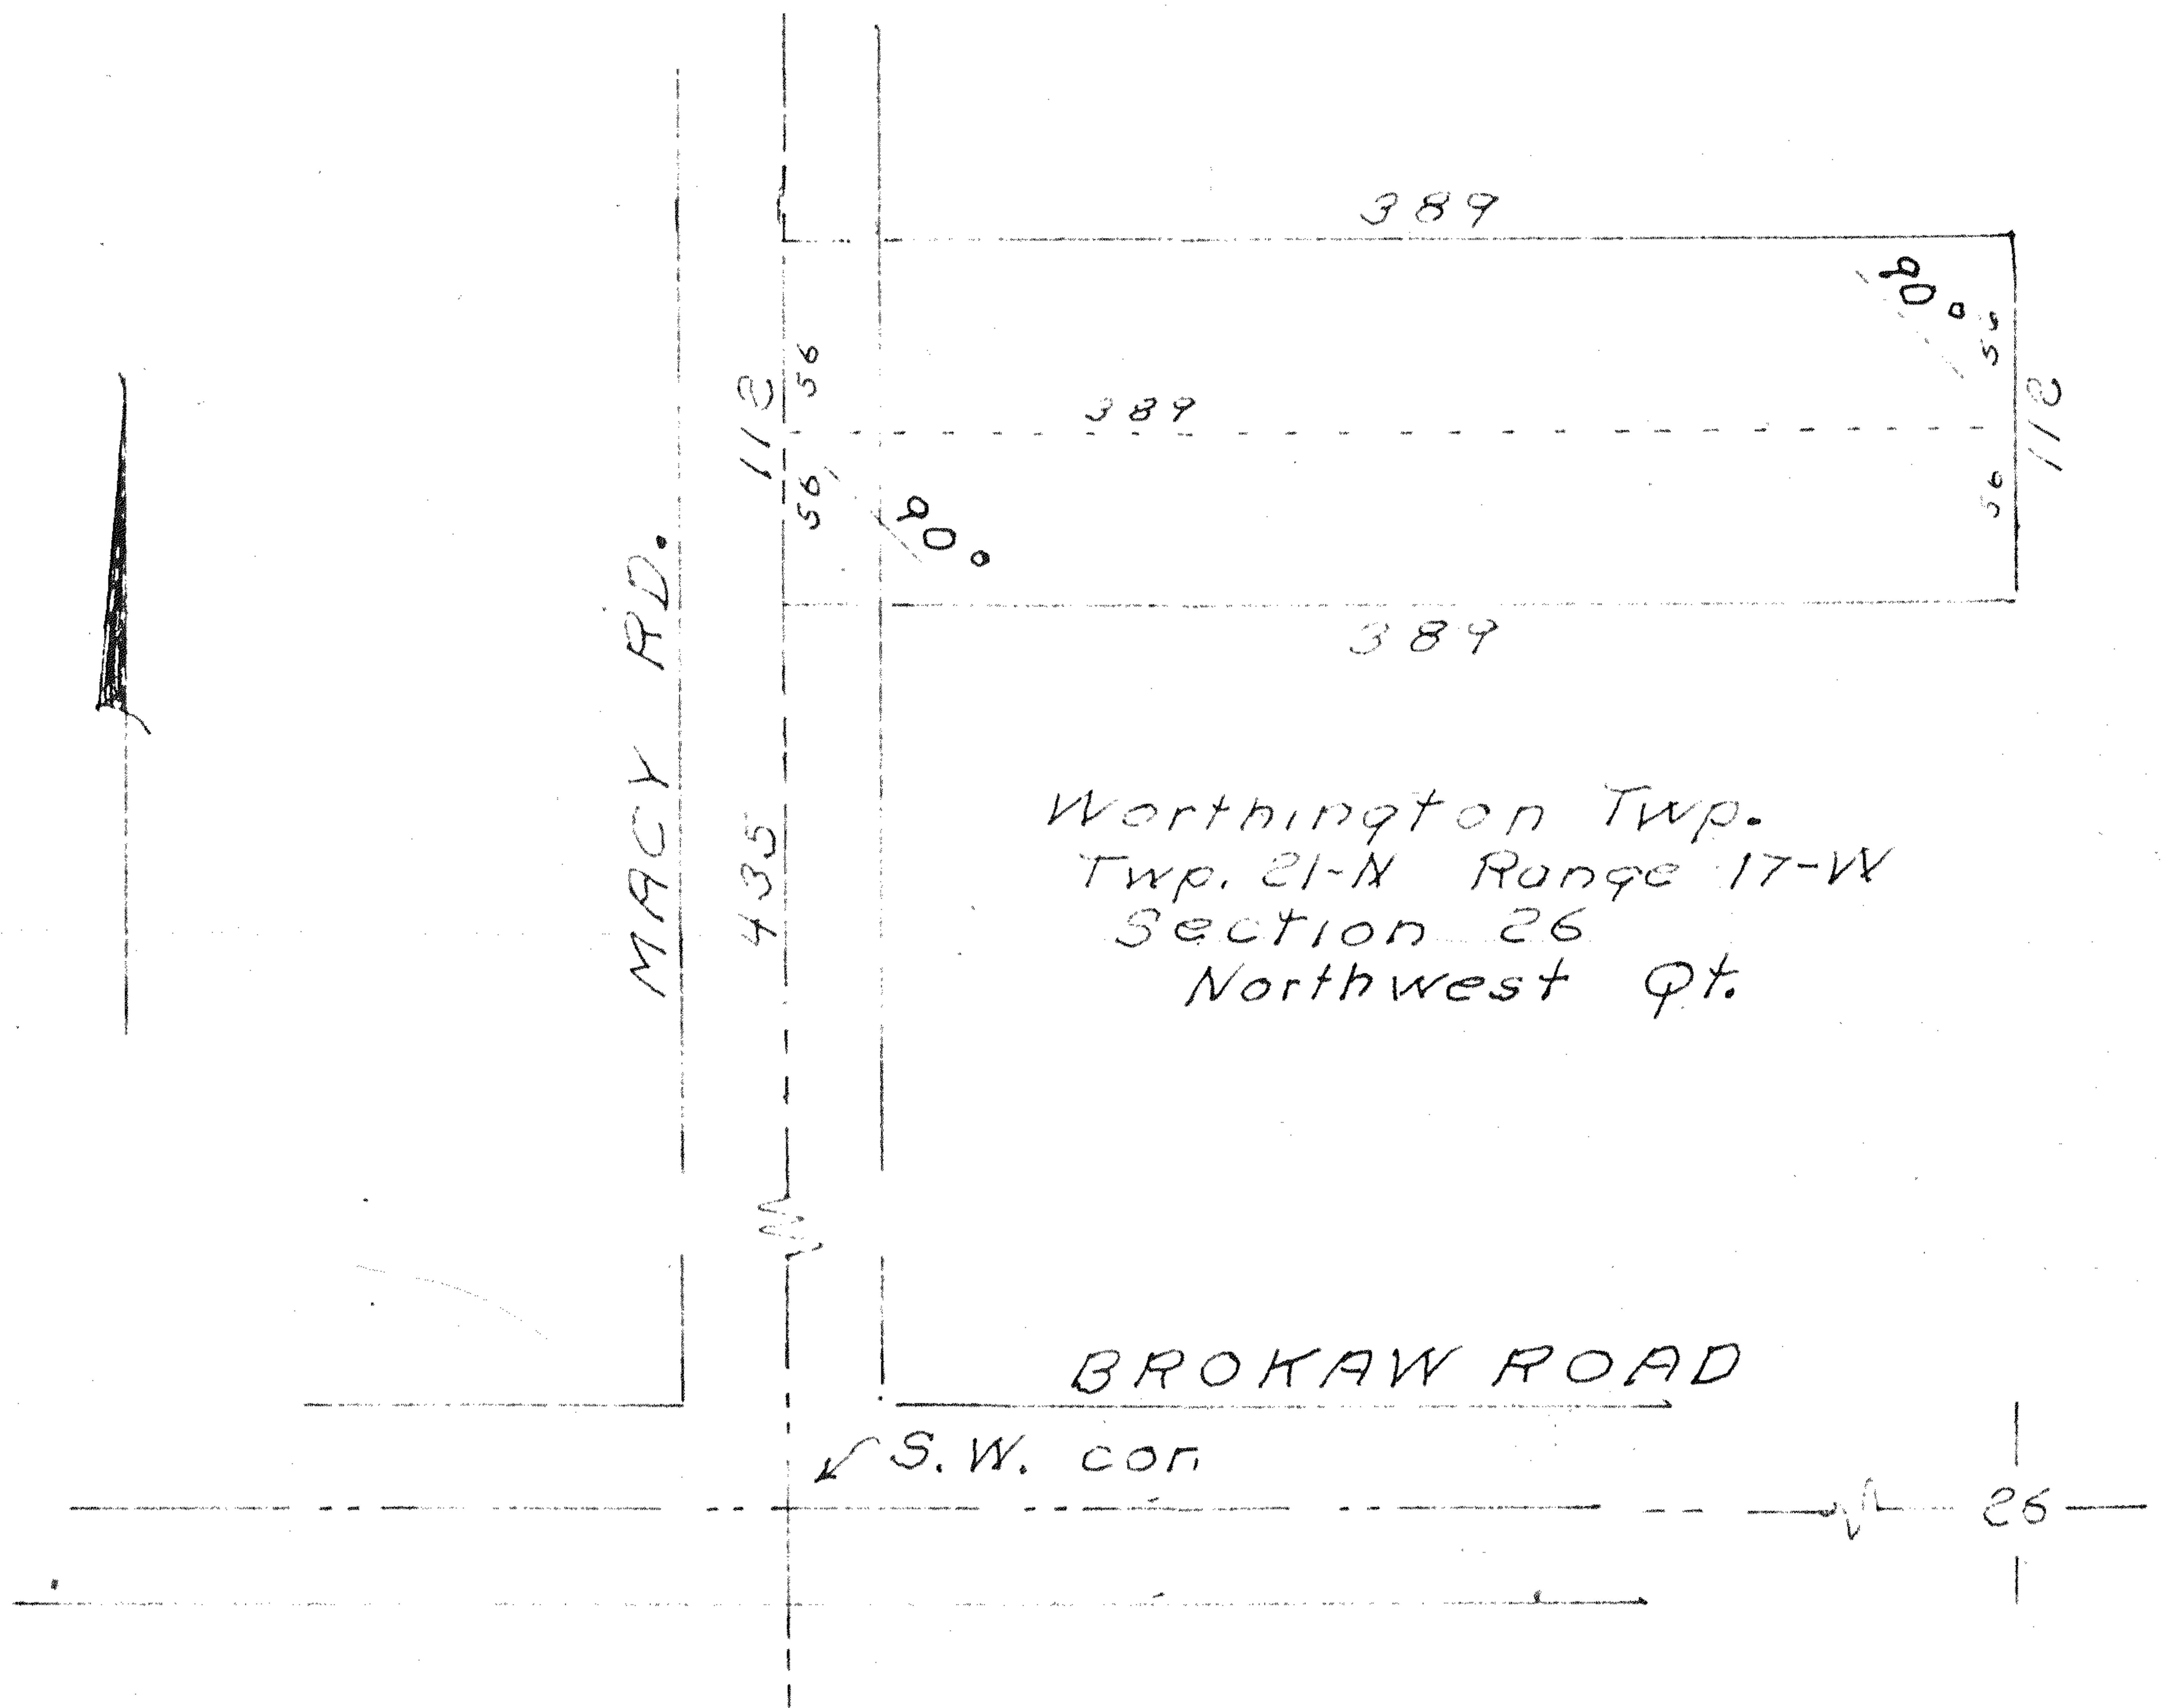 389
90°
56
56
112
112
389
56
56
90°
389
MACY RD.
435
Worthington Twp.
Twp. 21-N Range 17-W
Section 26
Northwest Qt.
BROKAW ROAD
S.W. cor.
26